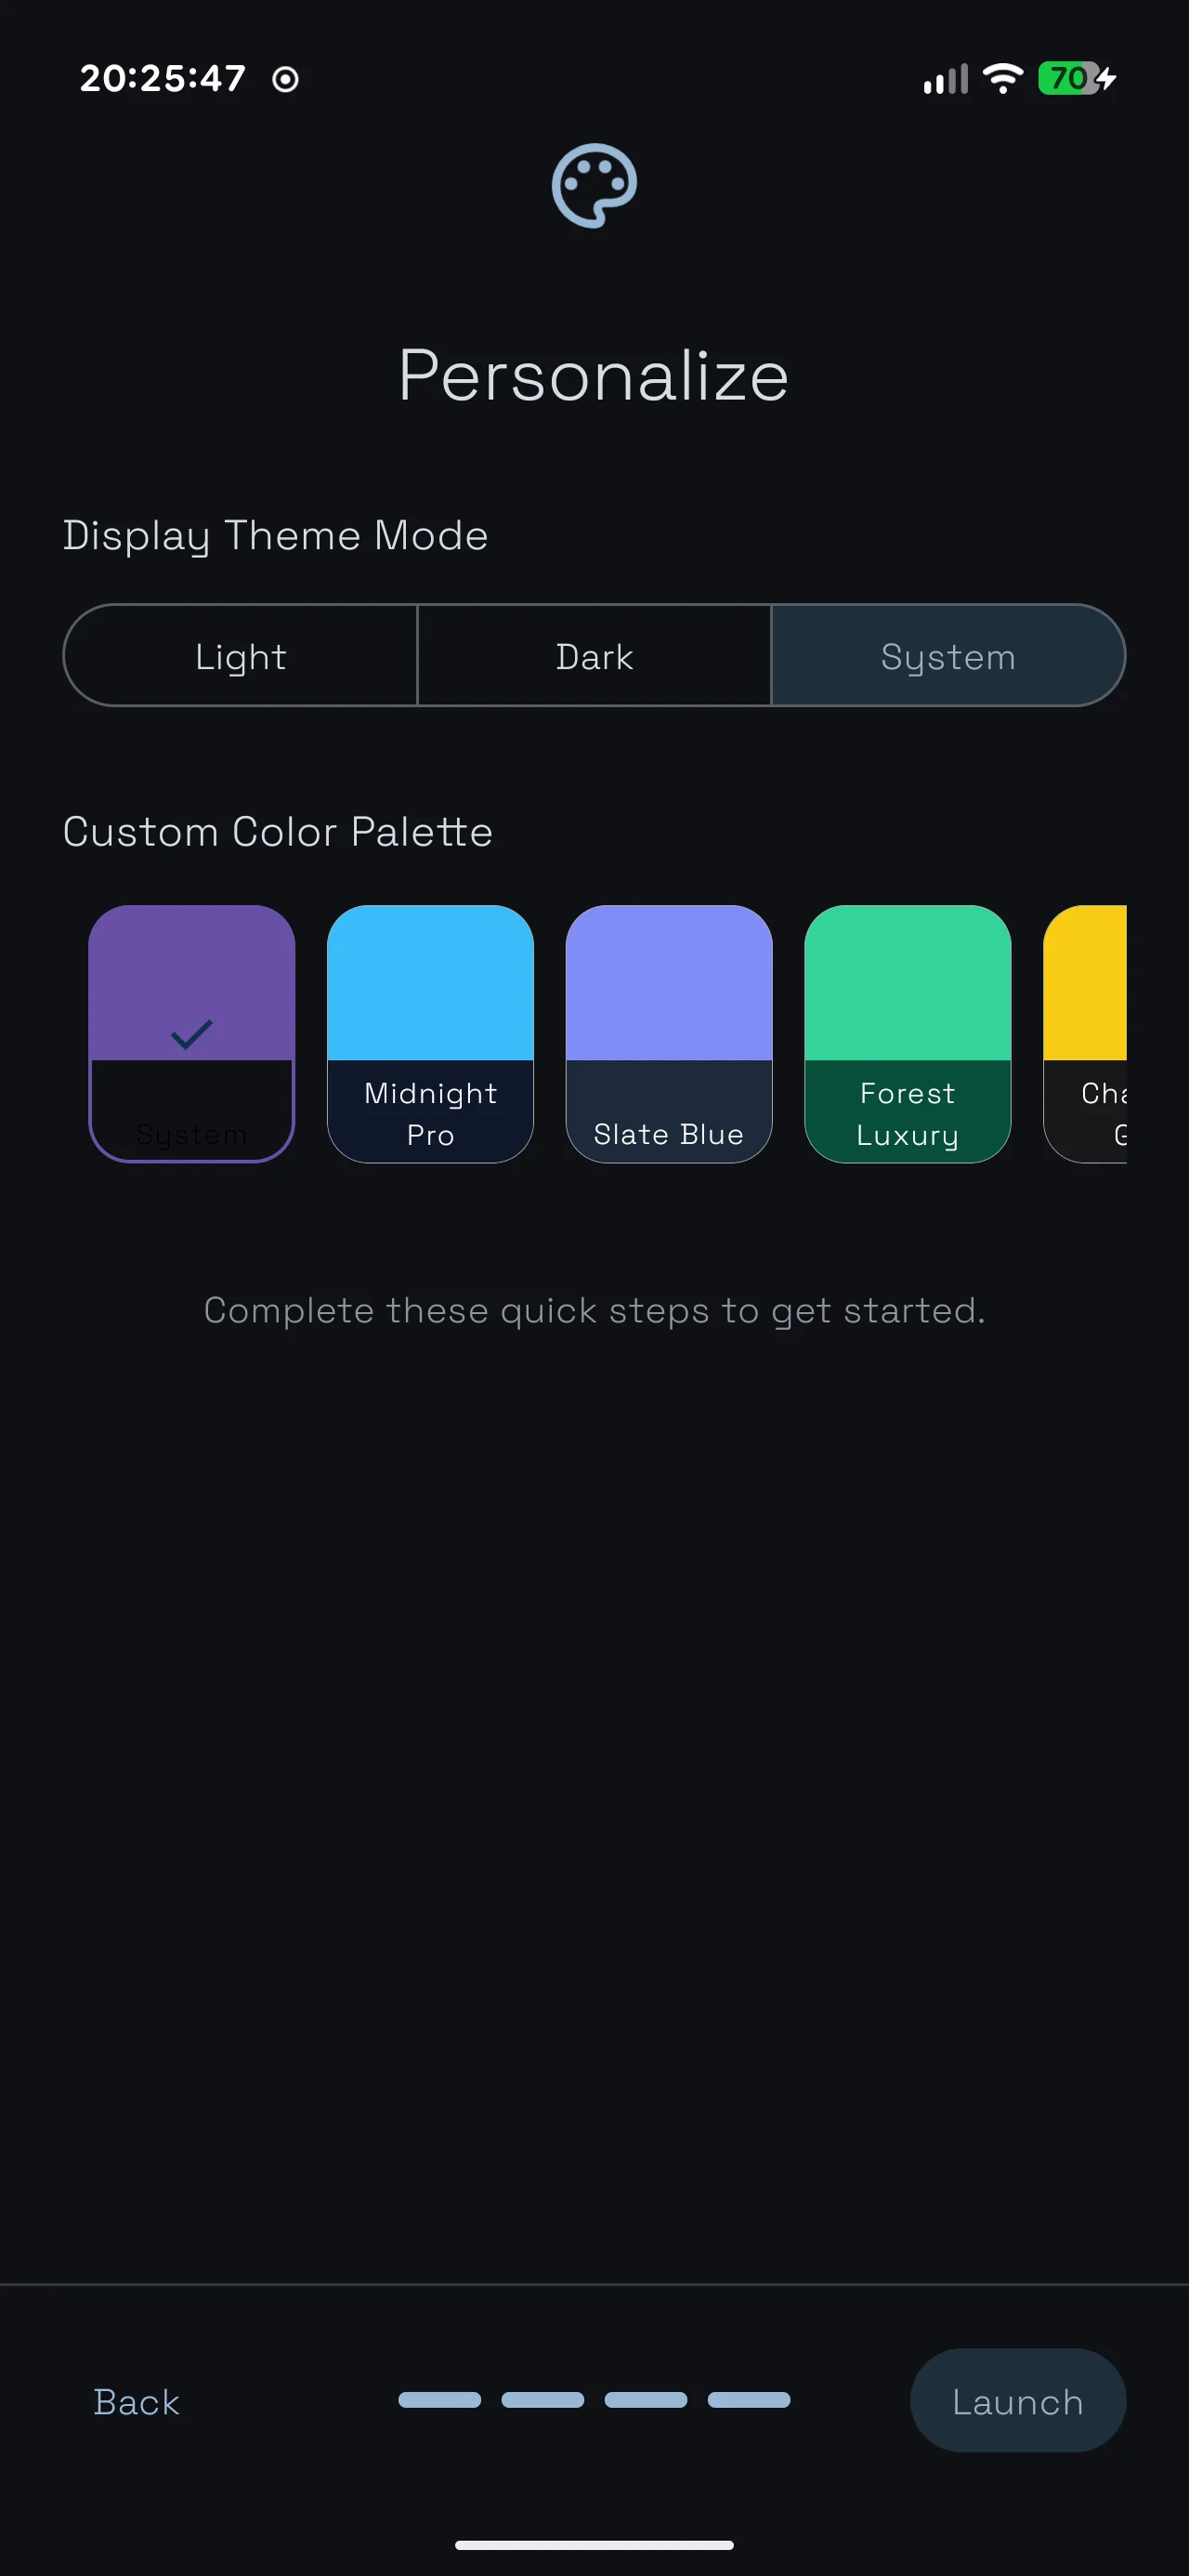 20:25:47
70
Personalize
Display Theme Mode
Light Dark System
Custom Color Palette
System
Midnight
Pro
Slate Blue
Forest
Luxury
Complete these quick steps to get started.
Back
Launch